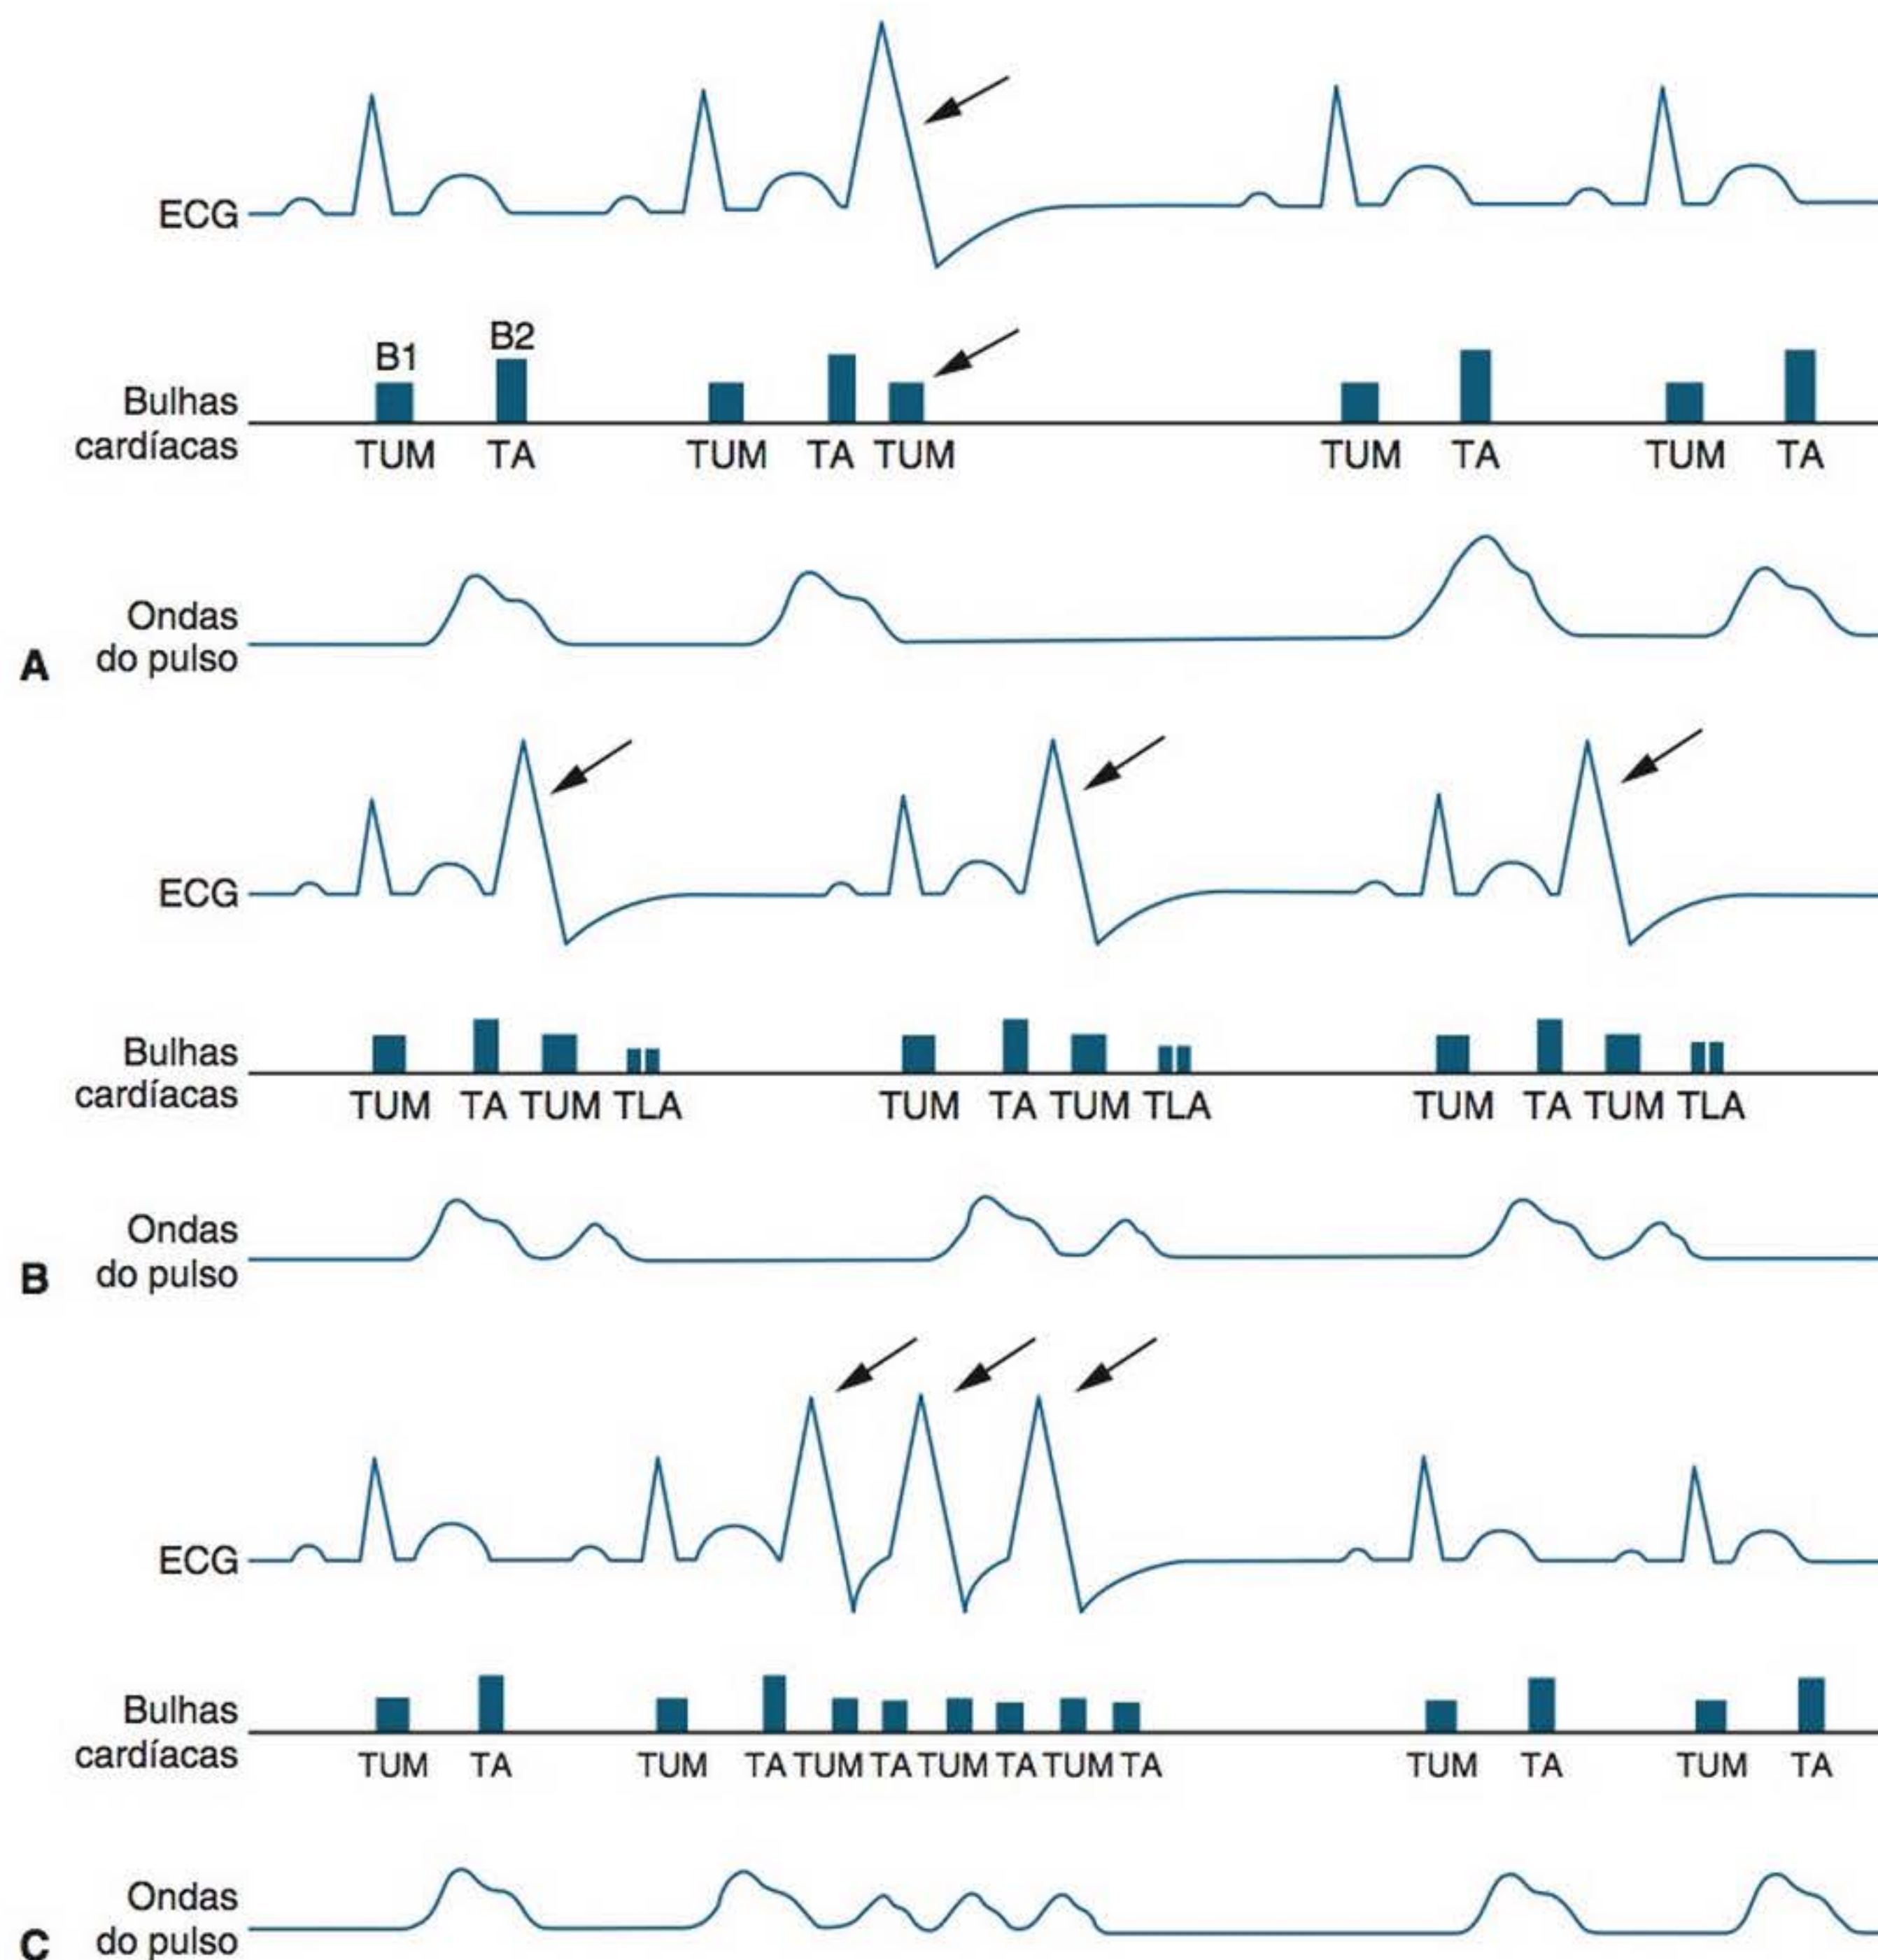 ECG
B1 B2
Bulhas
cardíacas
TUM TA TUM TA TUM TUM TA TUM TA
Ondas
do pulso
A
ECG
Bulhas
cardíacas
TUM TA TUM TLA TUM TA TUM TLA TUM TA TUM TLA
Ondas
do pulso
B
ECG
Bulhas
cardíacas
TUM TA TUM TA TUM TA TUM TA TUM TA TUM TA TUM TA
Ondas
do pulso
C